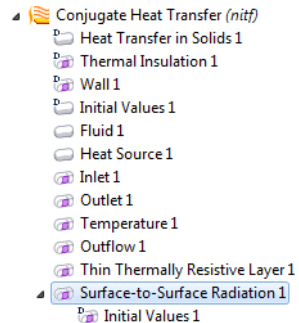 Conjugate Heat Transfer (nitf)
D Heat Transfer in Solids 1
D Thermal Insulation 1
D Wall 1
D Initial Values 1
Fluid 1
Heat Source 1
Inlet 1
Outlet 1
Temperature 1
Outflow 1
Thin Thermally Resistive Layer 1
Surface-to-Surface Radiation 1
D Initial Values 1